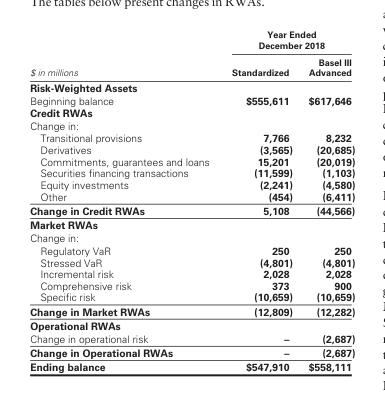 The tables below present changes in RWAs.
Year Ended
December 2018
Basel III
$ in millions Standardized Advanced
Risk-Weighted Assets
Beginning balance $555,611 $617,646
Credit RWAs
Change in:
Transitional provisions 7,766 8,232
Derivatives (3,565) (20,685)
Commitments, guarantees and loans 15,201 (20,019)
Securities financing transactions (11,599) (1,103)
Equity investments (2,241) (4,580)
Other (454) (6,411)
Change in Credit RWAs 5,108 (44,566)
Market RWAs
Change in:
Regulatory VaR 250 250
Stressed VaR (4,801) (4,801)
Incremental risk 2,028 2,028
Comprehensive risk 373 900
Specific risk (10,659) (10,659)
Change in Market RWAs (12,809) (12,282)
Operational RWAs
Change in operational risk – (2,687)
Change in Operational RWAs – (2,687)
Ending balance $547,910 $558,111